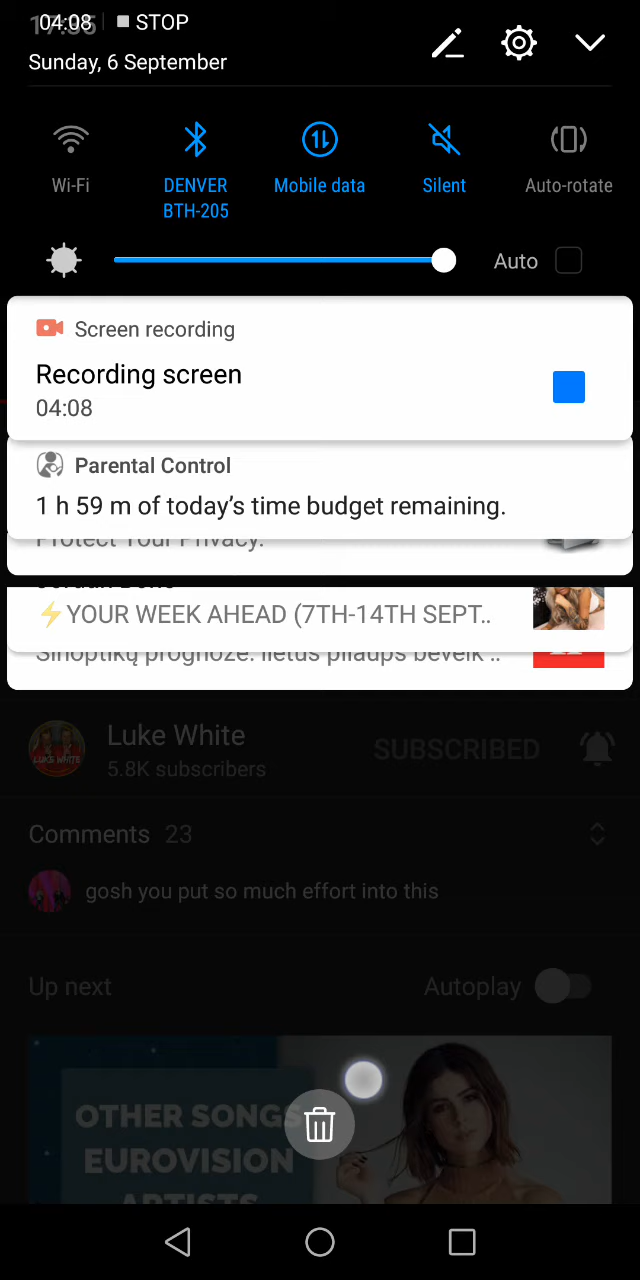 04:08 STOP
Sunday, 6 September
Wi-Fi
DENVER
BTH-205
Mobile data
Silent
Auto-rotate
Auto
Screen recording
Recording screen
04:08
Parental Control
1 h 59 m of today's time budget remaining.
Protect Your Privacy.
⚡YOUR WEEK AHEAD (7TH-14TH SEPT..
Sinoptikų prognozė: lietus pliaups beveik ..
Luke White
5.8K subscribers
SUBSCRIBED
LUKE WHITE
Comments 23
gosh you put so much effort into this
Up next
Autoplay
OTHER SONGS
EUROVISION
ARTISTS